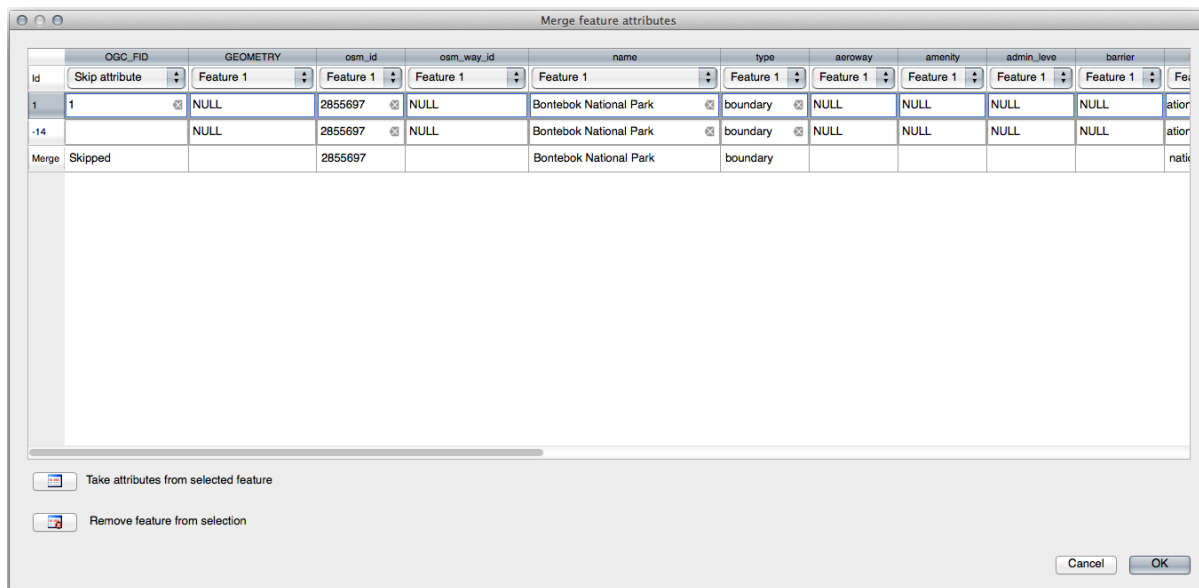 Merge feature attributes
OGC_FID GEOMETRY osm_id osm_way_id name type aeroway amenity admin_leve barrier
Id Skip attribute Feature 1 Feature 1 Feature 1 Feature 1 Feature 1 Feature 1 Feature 1 Feature 1 Feature 1 Fea
1 1 NULL 2855697 NULL Bontebok National Park boundary NULL NULL NULL NULL ation
-14 NULL 2855697 NULL Bontebok National Park boundary NULL NULL NULL NULL ation
Merge Skipped 2855697 Bontebok National Park boundary natio
Take attributes from selected feature
Remove feature from selection
Cancel OK